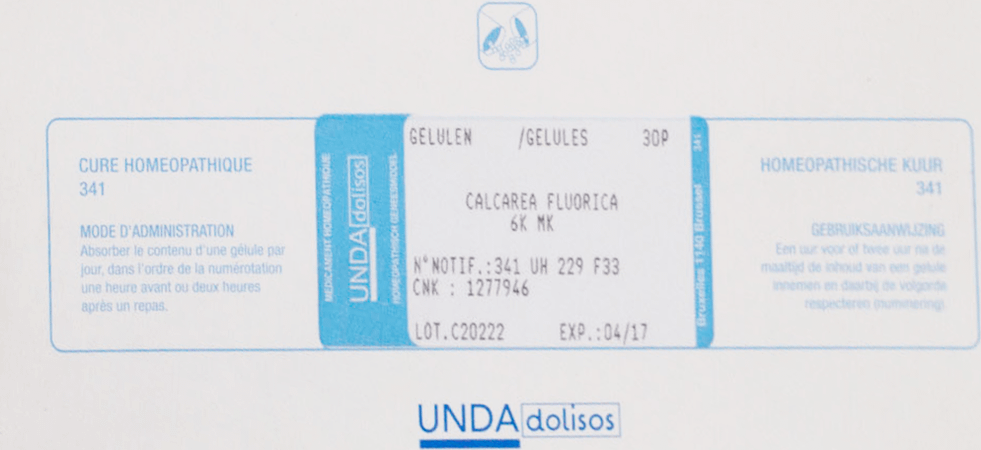 CURE HOMEOPATHIQUE
341
MODE D'ADMINISTRATION
Absorber le contenu d'une gélule par
jour, dans l'ordre de la numérotation
une heure avant ou deux heures
après un repas.
MEDICAMENT HOMEOPATHIQUE
UNDA dolisos
HOMEOPATHISCH GENEESMIDDEL
GELULEN /GELULES 30P
CALCAREA FLUORICA
6K MK
N°NOTIF.:341 UH 229 F33
CNK : 1277946
LOT.C20222 EXP.:04/17
Bruxelles 1140 Brussel 341
HOMEOPATHISCHE KUUR
341
GEBRUIKSAANWIJZING
Een uur voor of twee uur na de
maaltijd de inhoud van een gelule
innemen en daarbij de volgorde
respecteren (nummering).
UNDA dolisos